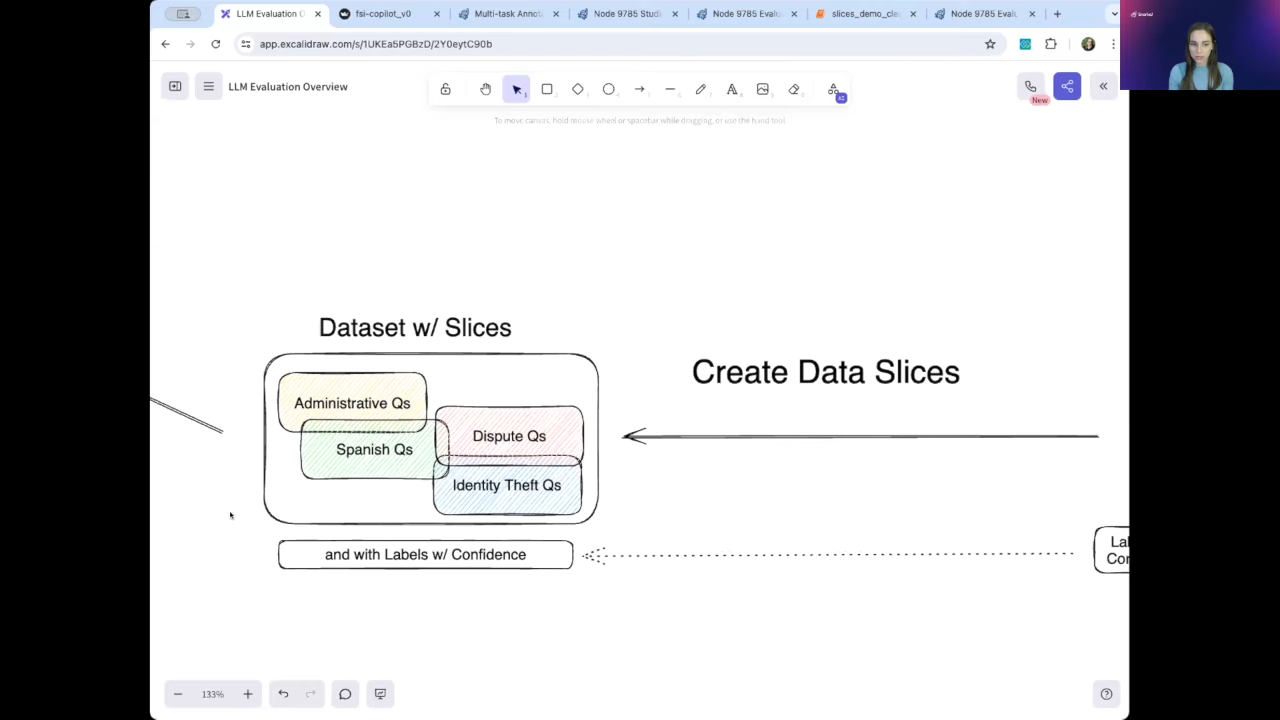 LLM Evaluation O
fsi-copilot_v0
Multi-task Annot
Node 9785 Studi
Node 9785 Evalu
slices_demo_cle
Node 9785 Evalu
app.excalidraw.com/s/1UKEa5PGBzD/2Y0eytC90b
LLM Evaluation Overview
New
AI
To move canvas, hold mouse wheel or spacebar while dragging, or use the hand tool
Dataset w/ Slices
Create Data Slices
Administrative Qs
Spanish Qs
Dispute Qs
Identity Theft Qs
and with Labels w/ Confidence
Lal
Cor
133%